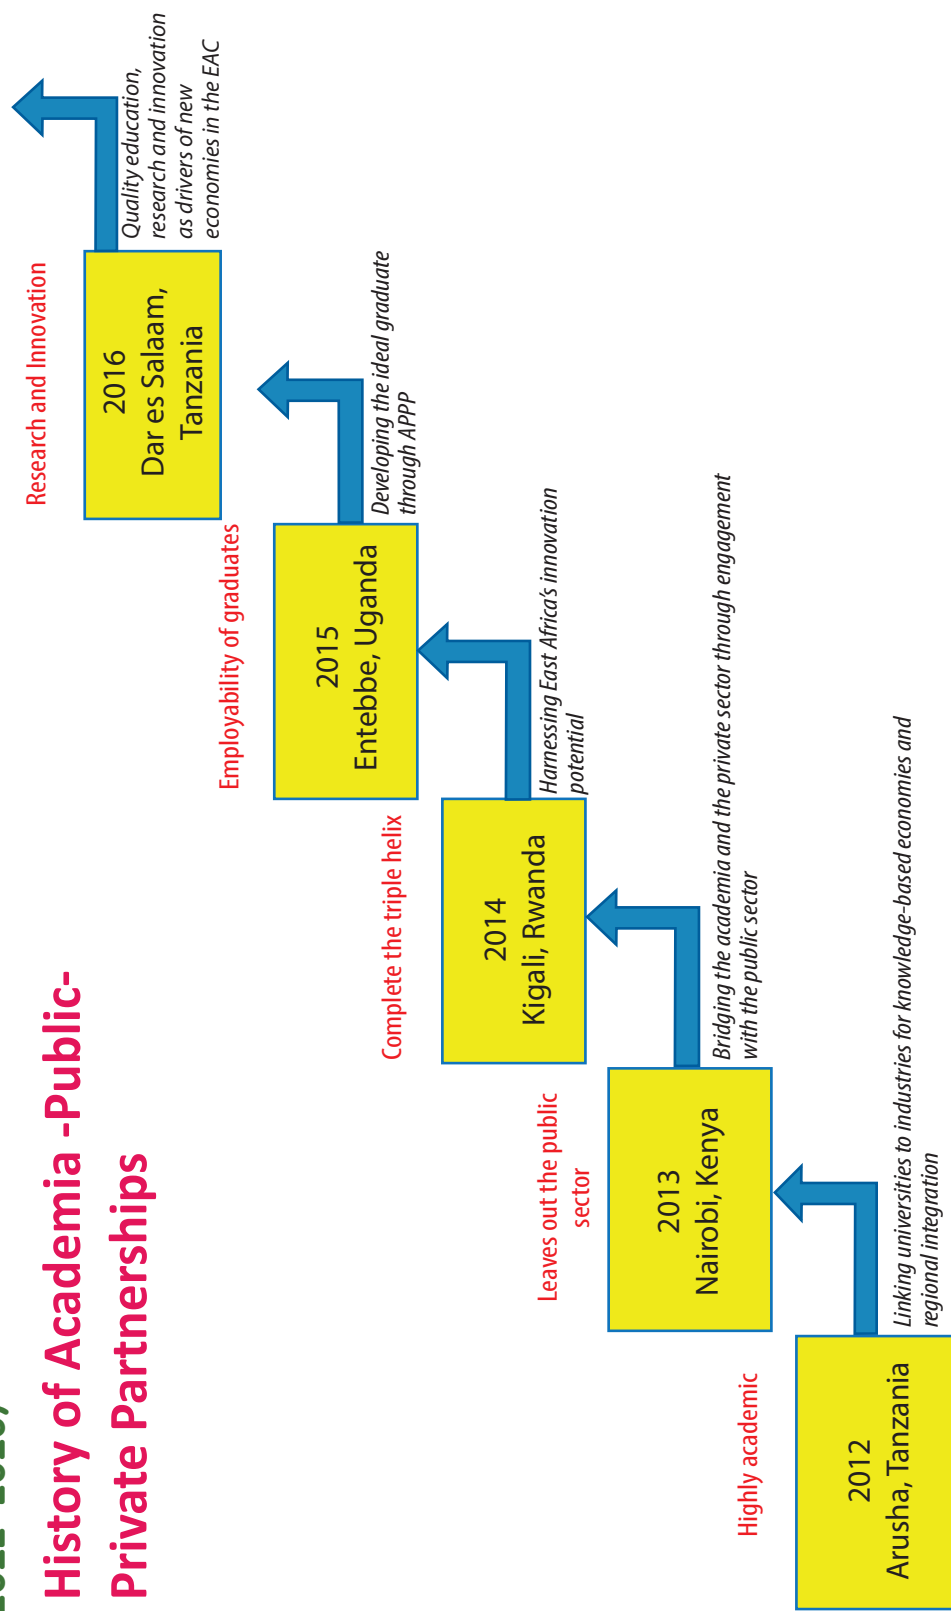 History of Academia -Public-
Private Partnerships
Research and Innovation
2016
Dar es Salaam,
Tanzania
Quality education,
research and innovation
as drivers of new
economies in the EAC
Employability of graduates
2015
Entebbe, Uganda
Developing the ideal graduate
through APPP
Complete the triple helix
2014
Kigali, Rwanda
Harnessing East Africa's innovation
potential
Leaves out the public
sector
2013
Nairobi, Kenya
Bridging the academia and the private sector through engagement
with the public sector
Highly academic
2012
Arusha, Tanzania
Linking universities to industries for knowledge-based economies and
regional integration